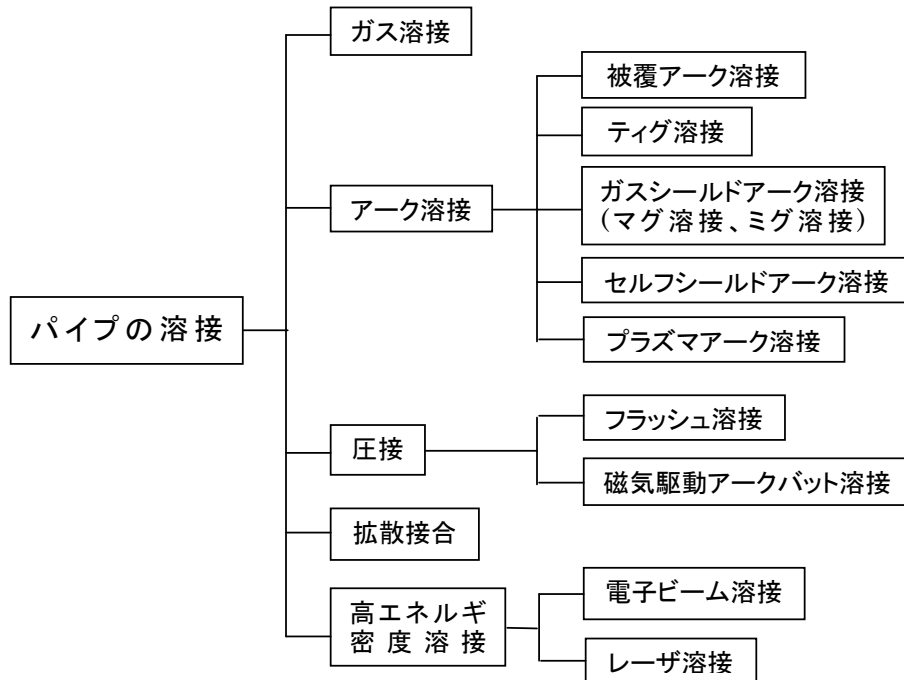 ガス溶接
被覆アーク溶接
ティグ溶接
アーク溶接
ガスシールドアーク溶接
(マグ溶接、ミグ溶接)
セルフシールドアーク溶接
プラズマアーク溶接
パイプの溶接
圧接
フラッシュ溶接
磁気駆動アークバット溶接
拡散接合
高エネルギ
密度溶接
電子ビーム溶接
レーザ溶接